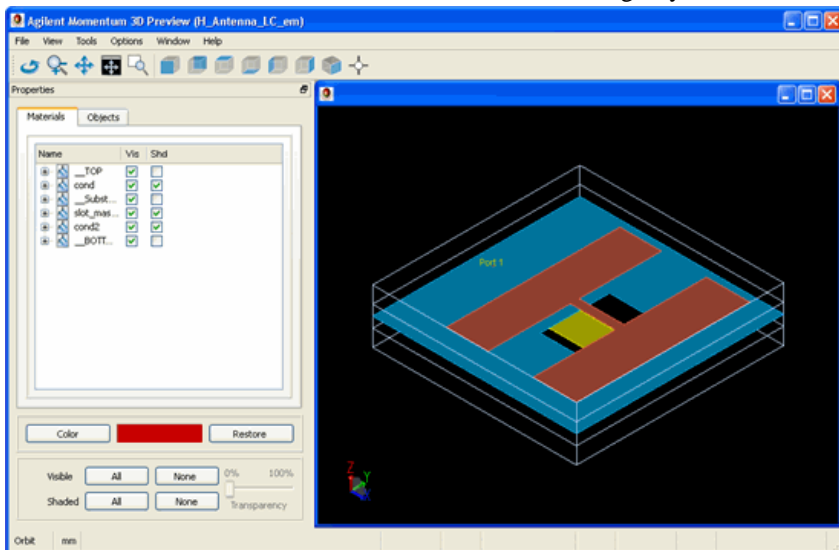 Agilent Momentum 3D Preview (H_Antenna_LC_em)
File View Tools Options Window Help
Properties
Materials Objects
Name Vis Shd
__TOP
cond
__Subst...
slot_mas...
cond2
__BOTT...
Color Restore
Visible All None 0% 100%
Shaded All None Transparency
Port 1
Z
Y
X
Orbit mm